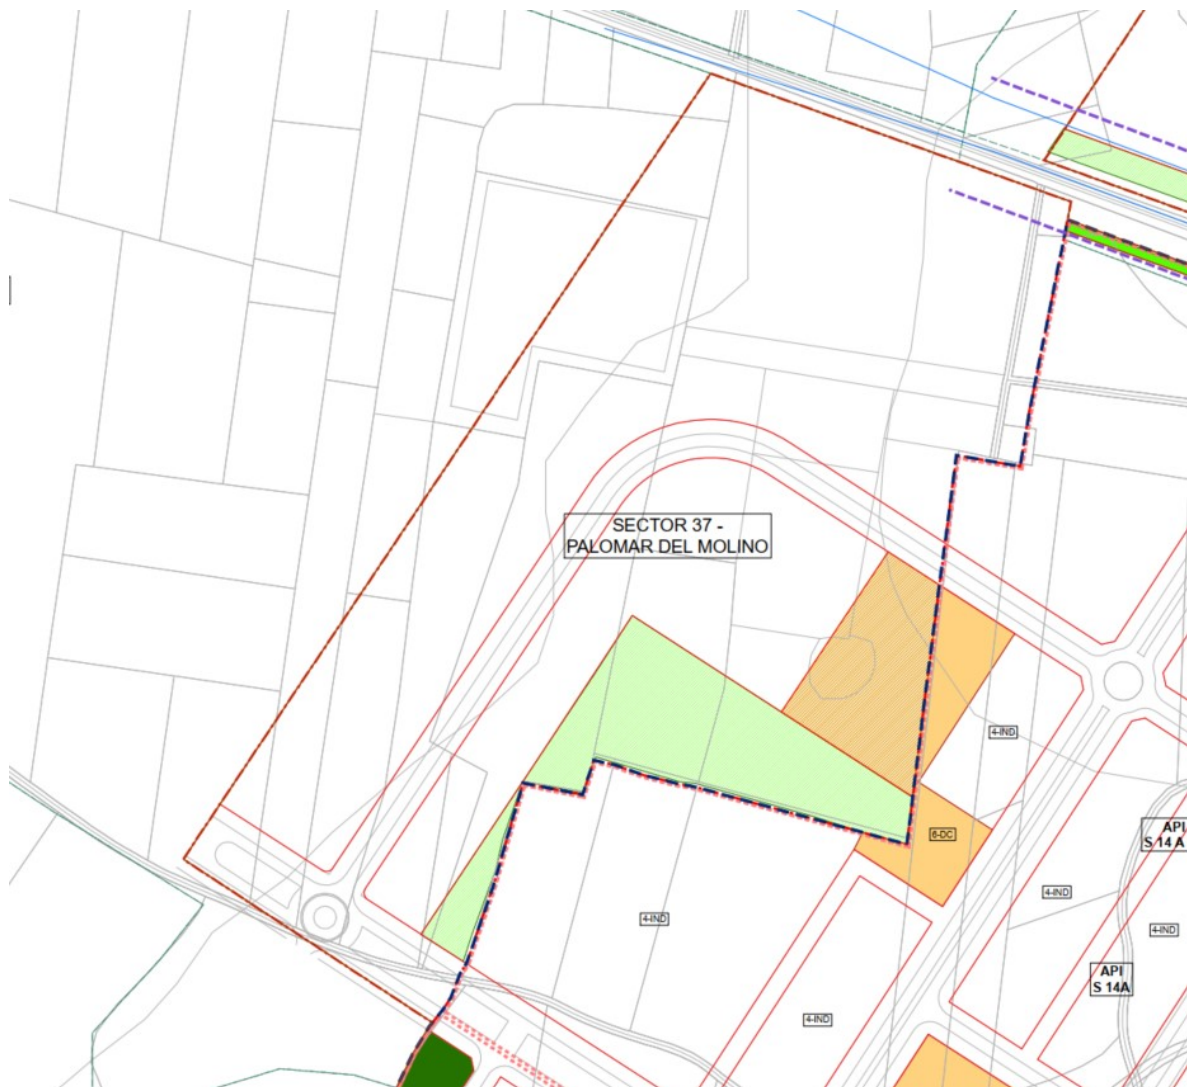 SECTOR 37 -
PALOMAR DEL MOLINO
4-IND
API
S 14 A
6-DC
4-IND
4-IND
4-IND
API
S 14A
4-IND